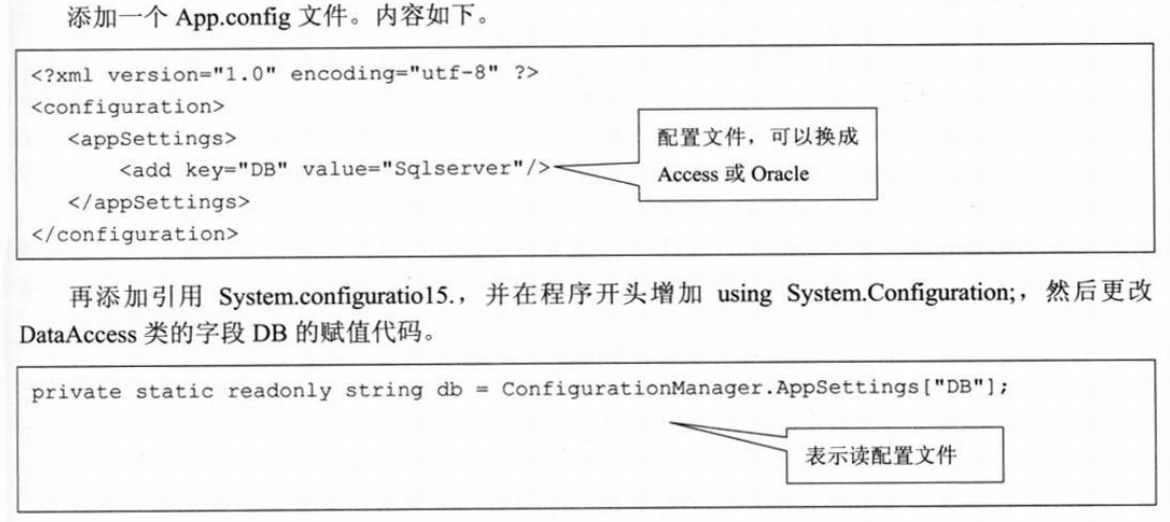 添加一个 App.config 文件。内容如下。
<?xml version="1.0" encoding="utf-8" ?>
<configuration>
<appSettings>
<add key="DB" value="Sqlserver"/>
</appSettings>
</configuration>
配置文件，可以换成
Access 或 Oracle
再添加引用 System.configuratio15.，并在程序开头增加 using System.Configuration;，然后更改
DataAccess 类的字段 DB 的赋值代码。
private static readonly string db = ConfigurationManager.AppSettings["DB"];
表示读配置文件